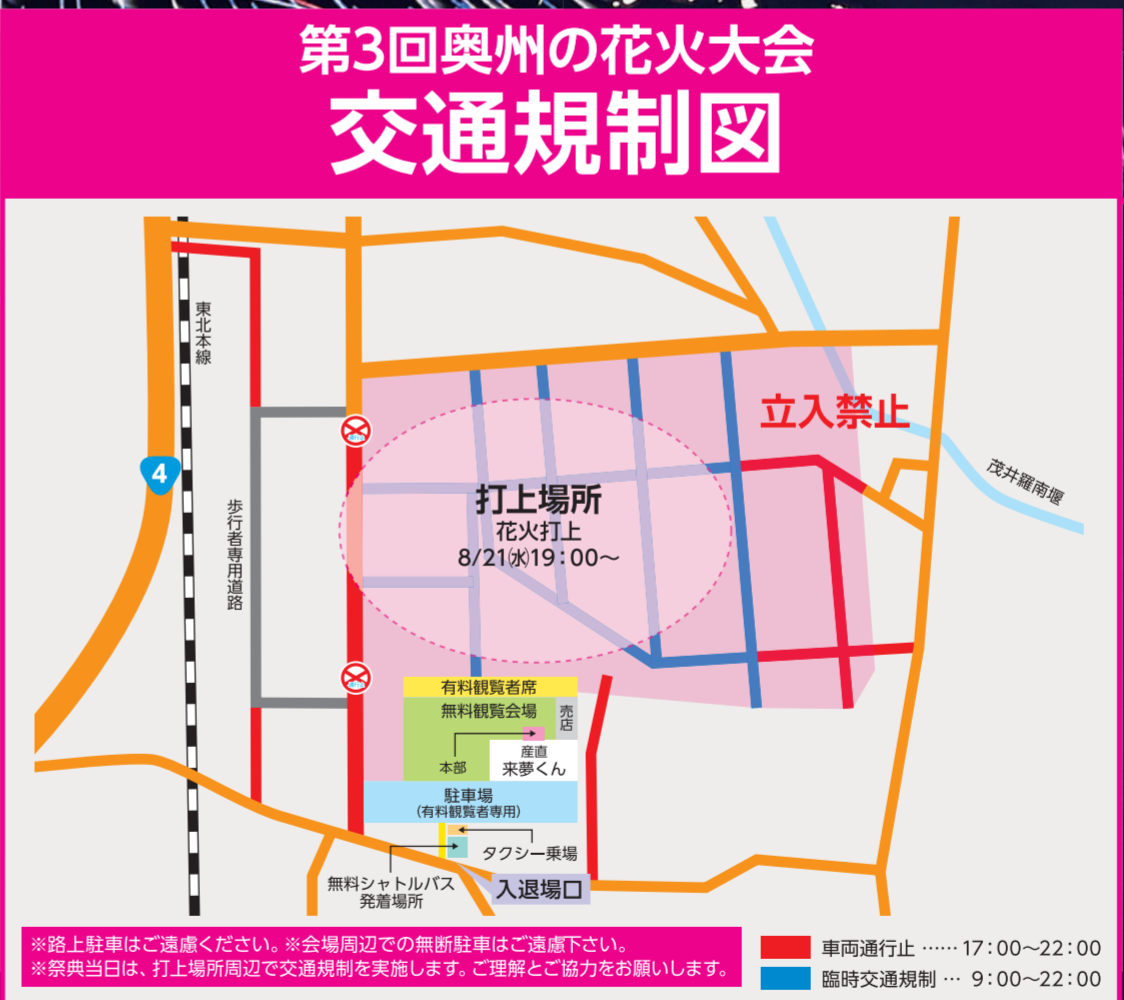 第3回奥州の花火大会
交通規制図
東北本線
4
立入禁止
茂井羅南堰
打上場所
花火打上
8/21㈬19:00〜
歩行者専用道路
有料観覧者席
無料観覧会場
売店
本部
産直
来夢くん
駐車場
(有料観覧者専用)
タクシー乗場
無料シャトルバス
発着場所
入退場口
※路上駐車はご遠慮ください。※会場周辺での無断駐車はご遠慮下さい。
※祭典当日は、打上場所周辺で交通規制を実施します。ご理解とご協力をお願いします。
車両通行止 …… 17:00〜22:00
臨時交通規制 … 9:00〜22:00